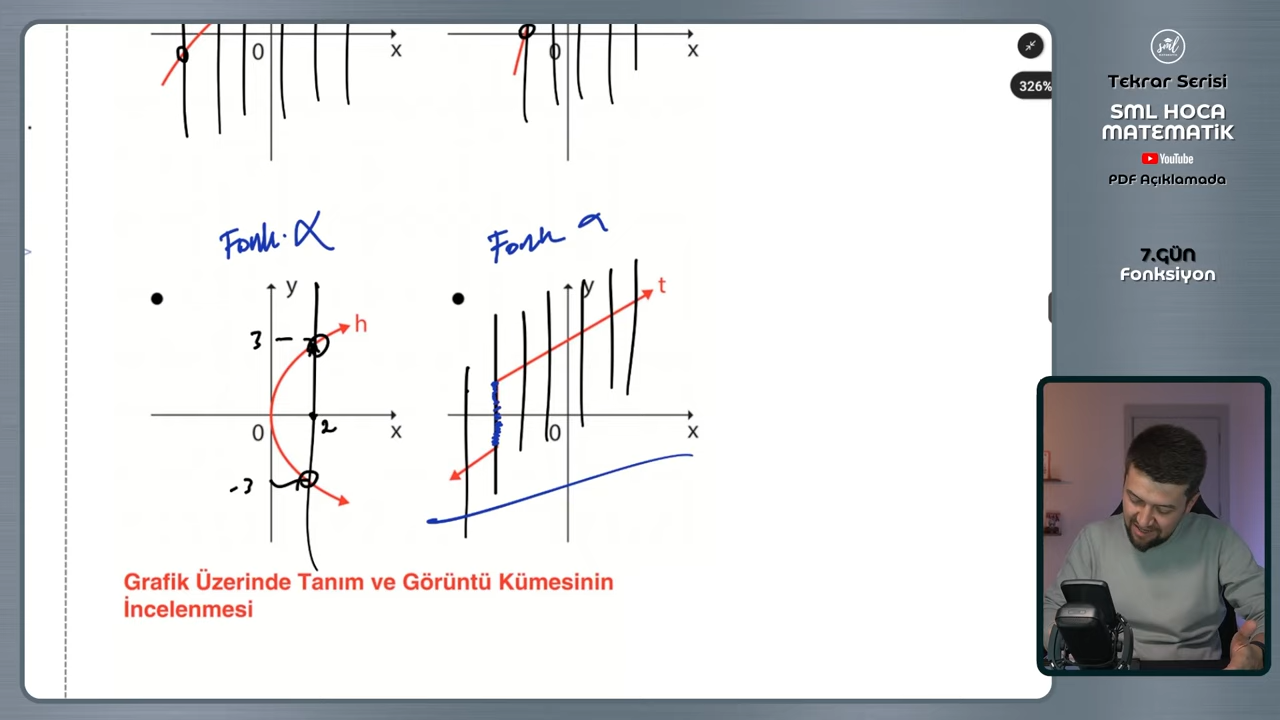 0 x
0 x
326%
Tekrar Serisi
SML HOCA
MATEMATİK
YouTube
PDF Açıklamada
7.GÜN
Fonksiyon
Fonk.
Fonk
y
h
3
0
2
x
-3
y
t
0
x
Grafik Üzerinde Tanım ve Görüntü Kümesinin
İncelenmesi